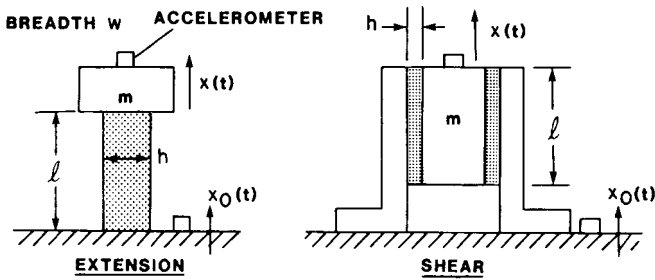 BREADTH W
ACCELEROMETER
m
x(t)
ℓ
h
x₀(t)
EXTENSION
h
x(t)
m
ℓ
x₀(t)
SHEAR